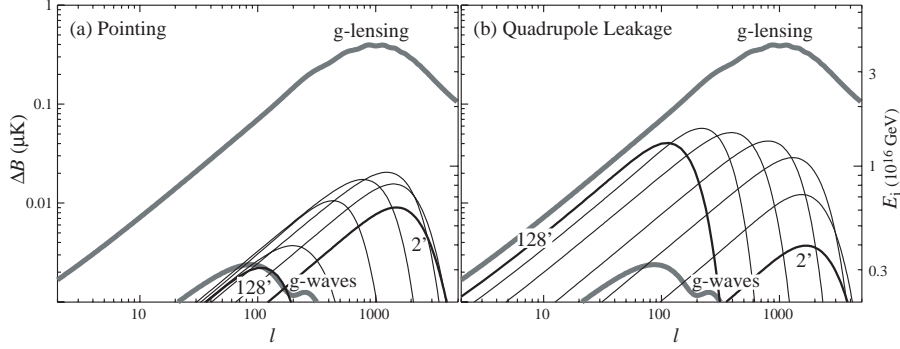 (a) Pointing
g-lensing
128'
g-waves
2'
ΔB (μK)
1
0.1
0.01
10
100
1000
l
(b) Quadrupole Leakage
g-lensing
128'
g-waves
2'
10
100
1000
l
3
1
0.3
E_i (10^16 GeV)